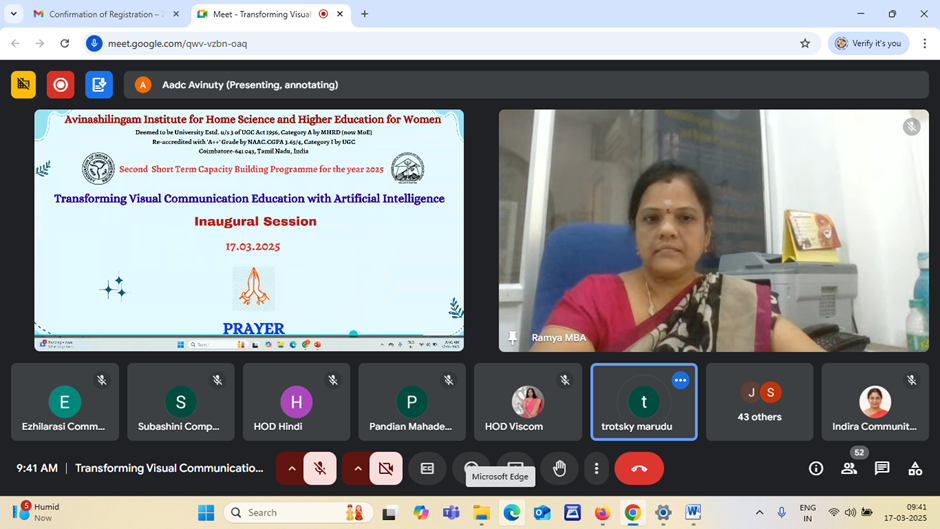 Confirmation of Registration – 2
Meet - Transforming Visual
meet.google.com/qwv-vzbn-oaq
Verify it's you
A
Aadc Avinuty (Presenting, annotating)
Avinashilingam Institute for Home Science and Higher Education for Women
Deemed to be University Estd. u/s 3 of UGC Act 1956, Category A by MHRD (now MoE)
Re-accredited with 'A++' Grade by NAAC.CGPA 3.65/4, Category I by UGC
Coimbatore-641 043, Tamil Nadu, India
Second Short Term Capacity Building Programme for the year 2025
Transforming Visual Communication Education with Artificial Intelligence
Inaugural Session
17.03.2025
PRAYER
Ramya MBA
E
Ezhilarasi Comm...
S
Subashini Comp...
H
HOD Hindi
P
Pandian Mahade...
HOD Viscom
t
trotsky marudu
J S
43 others
Indira Communit...
9:41 AM | Transforming Visual Communicatio...
52
Microsoft Edge
5
Humid
Now
Search
ENG
IN
09:41
17-03-2025